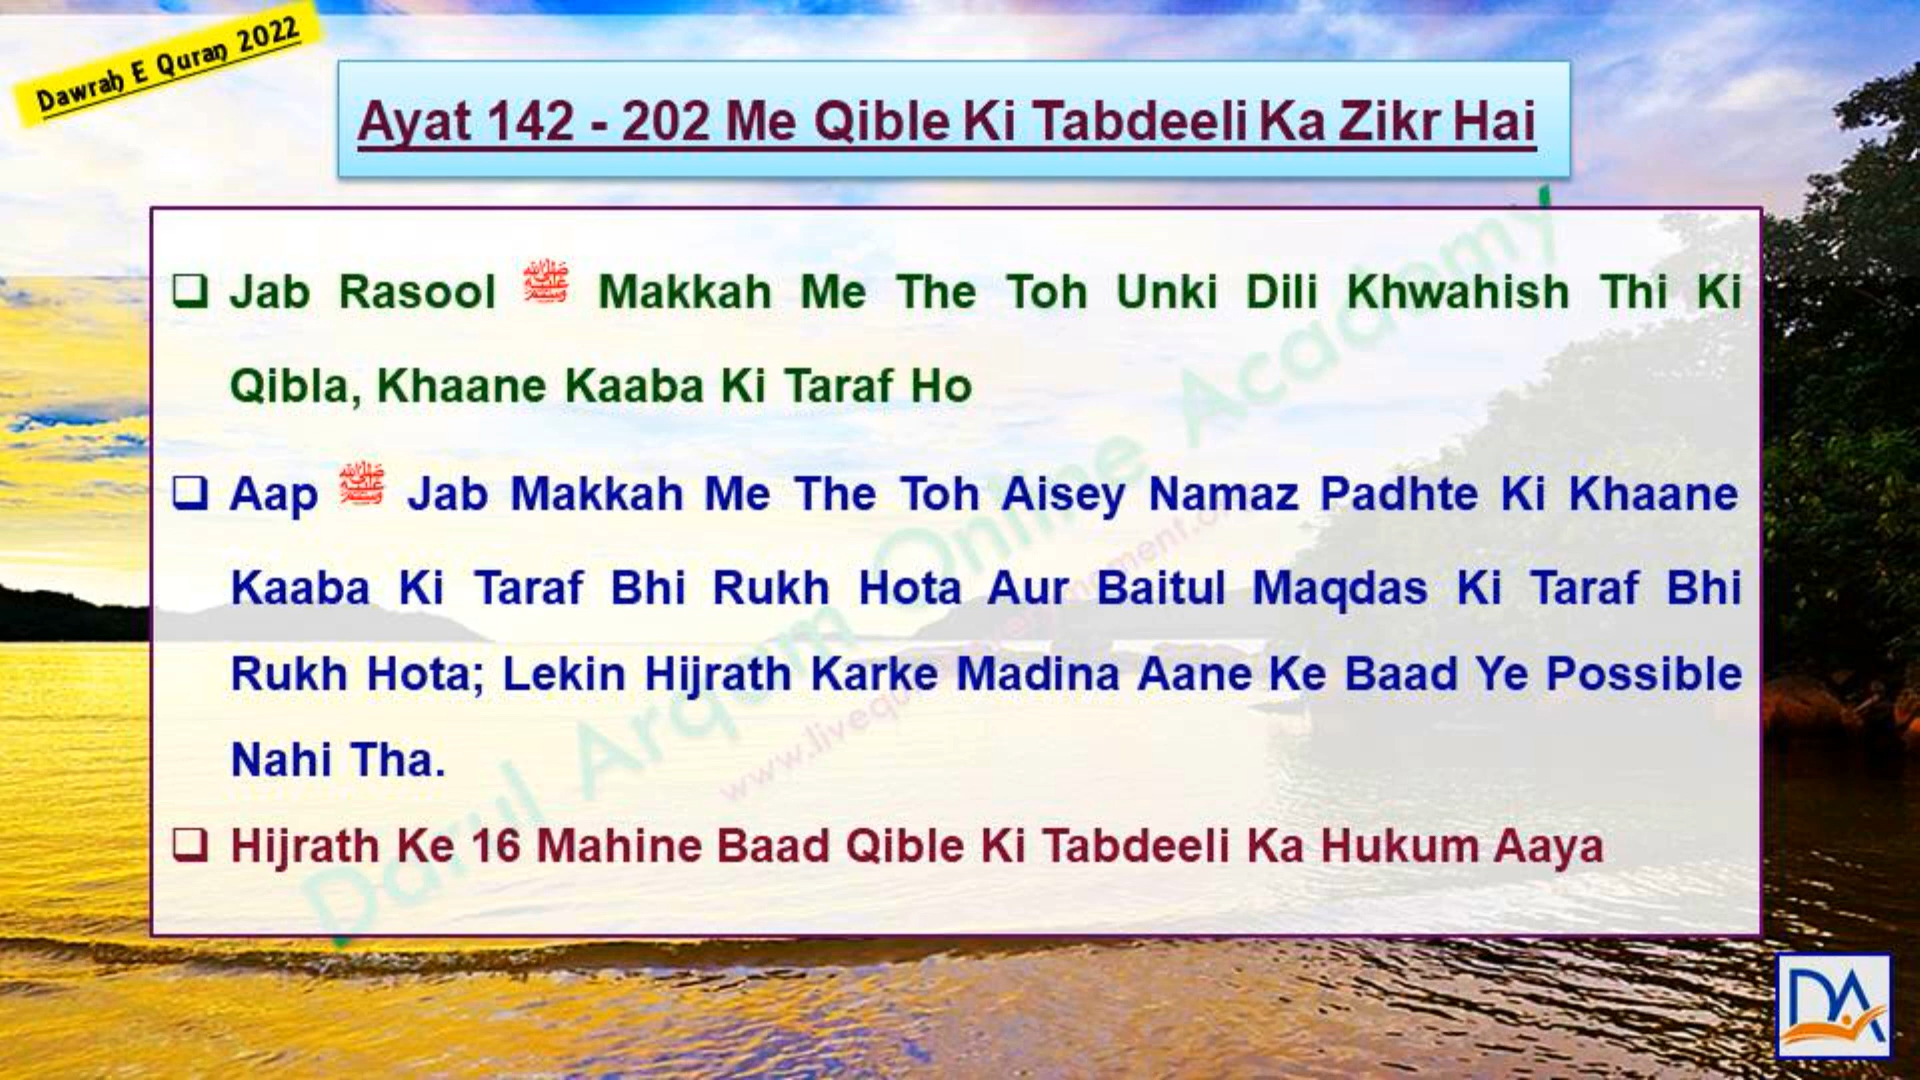 Dawrah E Quran 2022
Ayat 142 - 202 Me Qible Ki Tabdeeli Ka Zikr Hai
❑ Jab Rasool ﷺ Makkah Me The Toh Unki Dili Khwahish Thi Ki
Qibla, Khaane Kaaba Ki Taraf Ho
❑ Aap ﷺ Jab Makkah Me The Toh Aisey Namaz Padhte Ki Khaane
Kaaba Ki Taraf Bhi Rukh Hota Aur Baitul Maqdas Ki Taraf Bhi
Rukh Hota; Lekin Hijrath Karke Madina Aane Ke Baad Ye Possible
Nahi Tha.
❑ Hijrath Ke 16 Mahine Baad Qible Ki Tabdeeli Ka Hukum Aaya
Darul Arqam Online Academy
DA